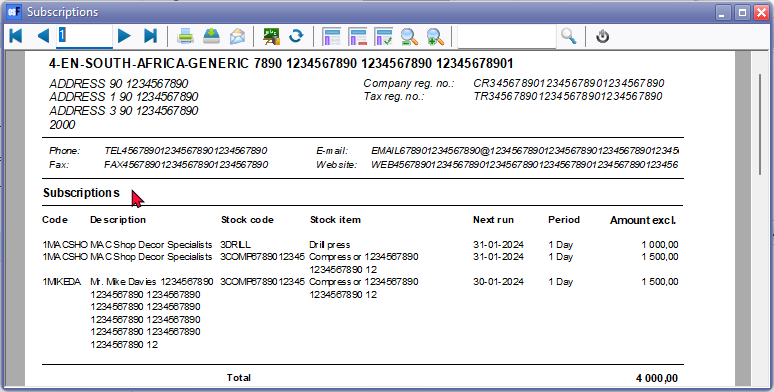 Subscriptions
1
4-EN-SOUTH-AFRICA-GENERIC 7890 1234567890 1234567890 12345678901
ADDRESS 90 1234567890 Company reg. no.: CR3456789012345678901234567890
ADDRESS 1 90 1234567890 Tax reg. no.: TR3456789012345678901234567890
ADDRESS 3 90 1234567890
2000
Phone: TEL456789012345678901234567890 E-mail: EMAIL678901234567890@
Fax: FAX456789012345678901234567890 Website:
Subscriptions
Code Description Stock code Stock item Next run Period Amount excl.
1MACSHO MAC Shop Decor Specialists 3DRILL Drill press 31-01-2024 1 Day 1 000,00
1MACSHO MAC Shop Decor Specialists 3COMP6789012345 Compressor 1234567890 31-01-2024 1 Day 1 500,00
1234567890 12
1MIKEDA Mr. Mike Davies 1234567890 3COMP6789012345 Compressor 1234567890 30-01-2024 1 Day 1 500,00
1234567890 1234567890 1234567890 12
1234567890 1234567890
1234567890 1234567890
1234567890 1234567890
1234567890 12
Total 4 000,00